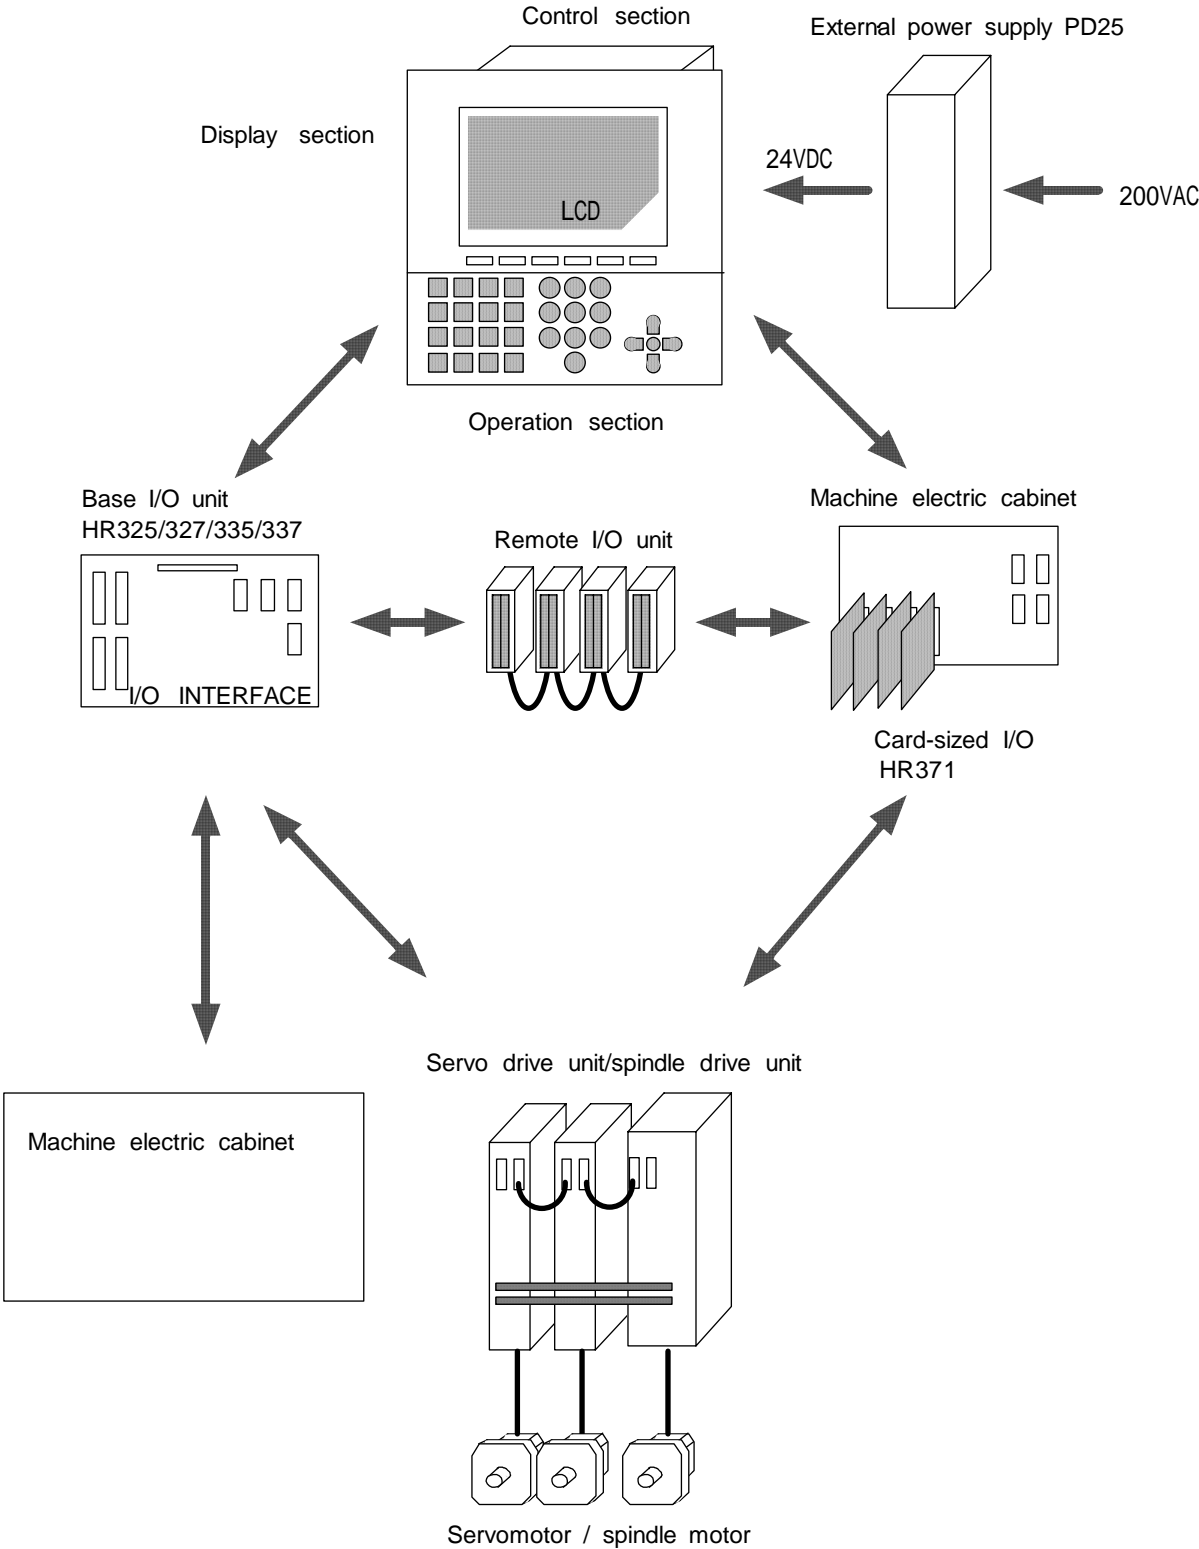 Control section
External power supply PD25
Display section
24VDC
200VAC
LCD
Operation section
Base I/O unit
HR325/327/335/337
Remote I/O unit
Machine electric cabinet
I/O INTERFACE
Card-sized I/O
HR371
Servo drive unit/spindle drive unit
Machine electric cabinet
Servomotor / spindle motor